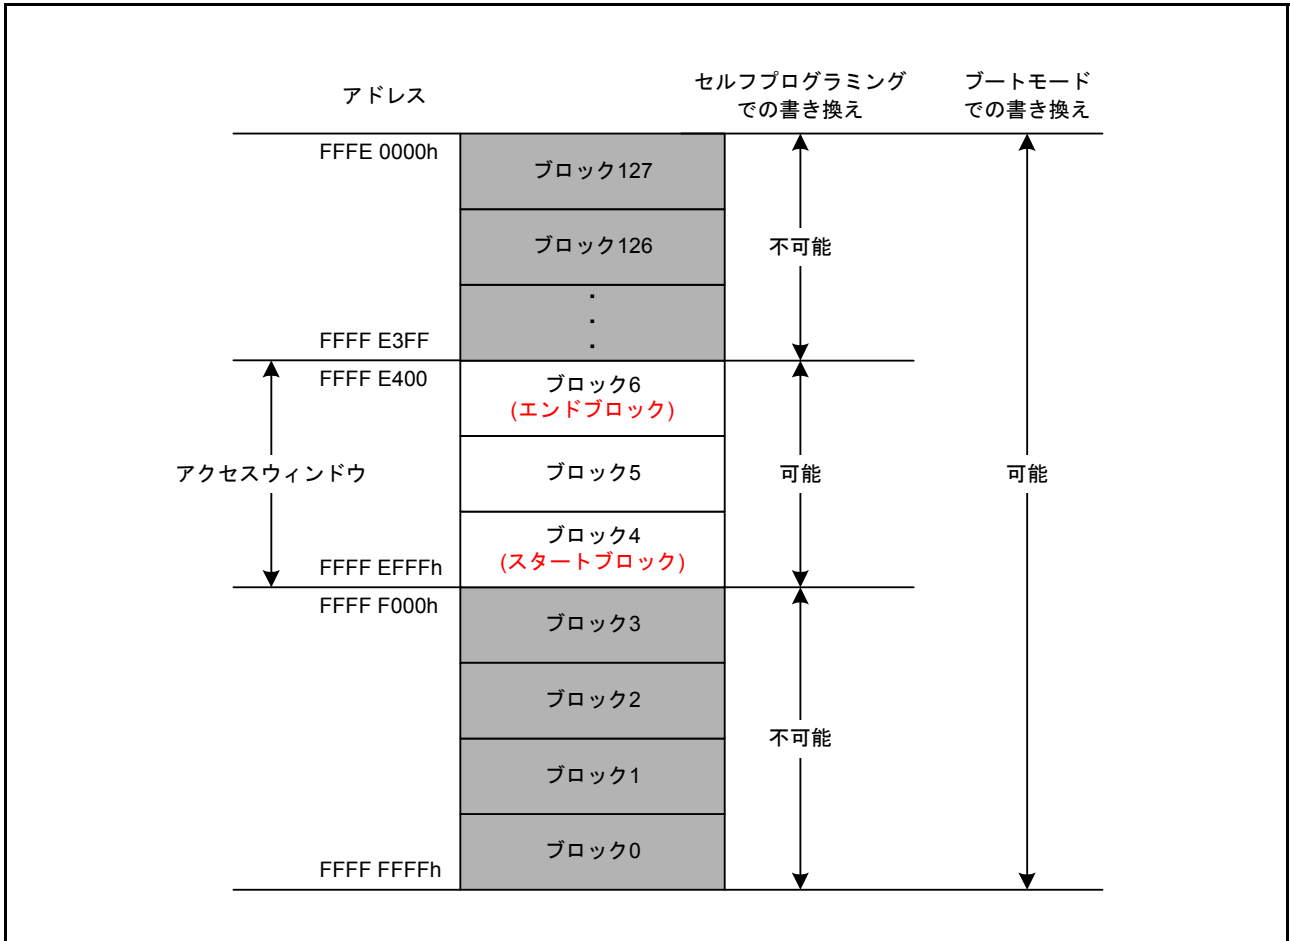 アドレス
セルフプログラミング
での書き換え
ブートモード
での書き換え
FFFE 0000h
ブロック127
ブロック126
不可能
・
・
・
FFFF E3FF
FFFF E400
ブロック6
(エンドブロック)
アクセスウィンドウ
ブロック5
可能
可能
ブロック4
(スタートブロック)
FFFF EFFFh
FFFF F000h
ブロック3
ブロック2
不可能
ブロック1
ブロック0
FFFF FFFFh